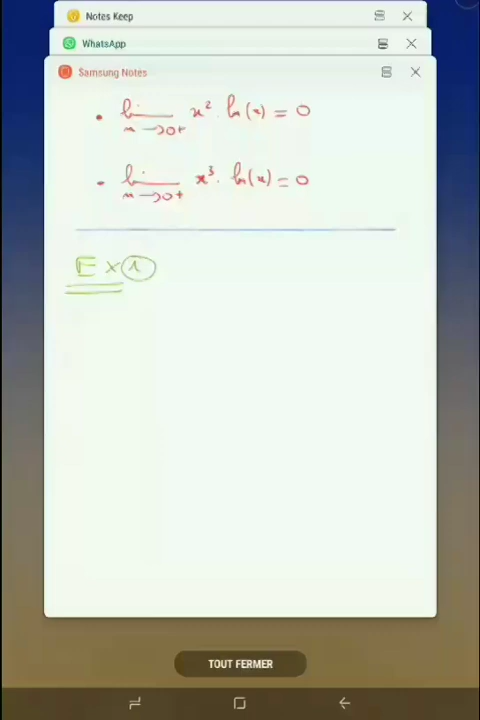 Notes Keep
WhatsApp
Samsung Notes
• lim x² · ln(x) = 0
x → 0+
• lim x³ · ln(x) = 0
x → 0+
Ex 1
TOUT FERMER